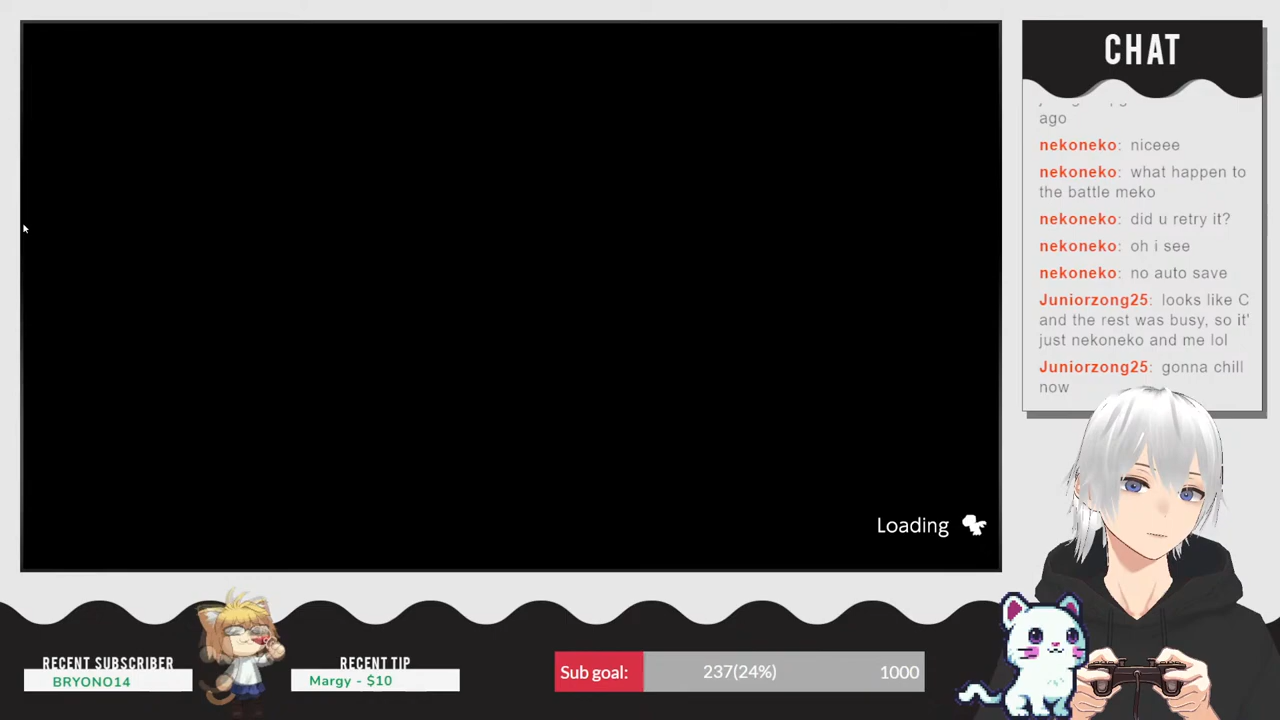 CHAT
ago
nekoneko: niceee
nekoneko: what happen to
the battle meko
nekoneko: did u retry it?
nekoneko: oh i see
nekoneko: no auto save
Juniorzong25: looks like C
and the rest was busy, so it'
just nekoneko and me lol
Juniorzong25: gonna chill
now
Loading
RECENT SUBSCRIBER
BRYONO14
RECENT TIP
Margy - $10
Sub goal: 237(24%) 1000